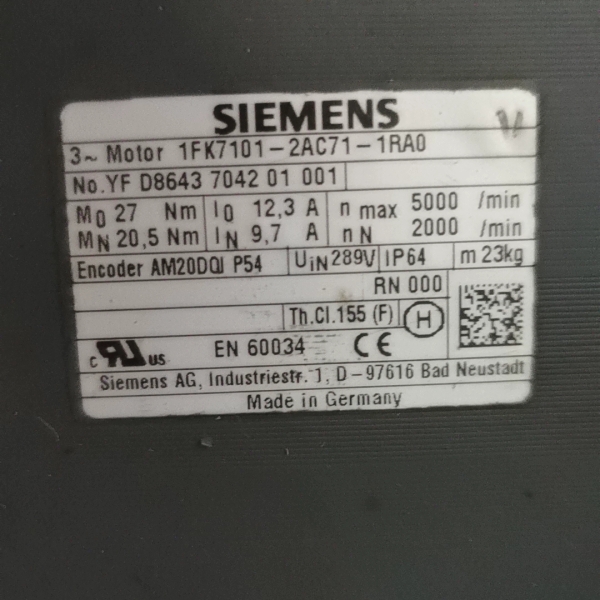 SIEMENS
V
3~ Motor 1FK7101-2AC71-1RA0
No.YF D8643 7042 01 001
M0 27 Nm I0 12,3 A n max 5000 /min
MN 20,5 Nm IN 9,7 A n N 2000 /min
Encoder AM20DQI P54 UiN 289V IP64 m 23kg
RN 000
Th.Cl.155 (F) H
c RU us EN 60034 CE
Siemens AG, Industriestr. 1, D-97616 Bad Neustadt
Made in Germany